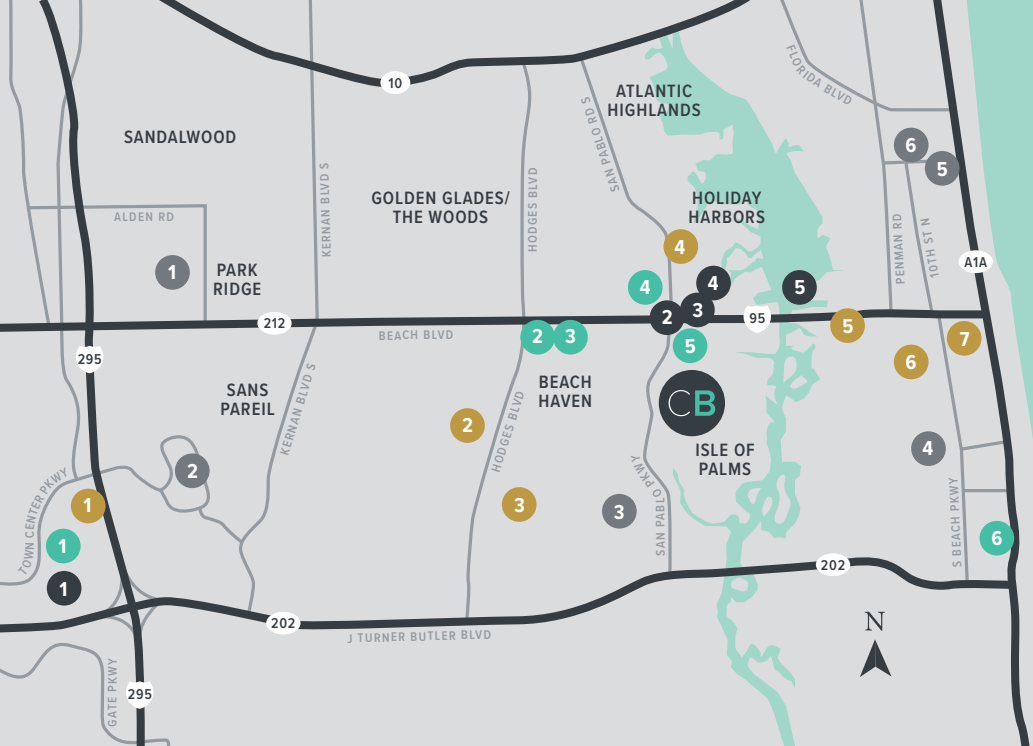 10
ATLANTIC
HIGHLANDS
FLORIDA BLVD
SANDALWOOD
SAN PABLO RD S
6
5
KERNAN BLVD S
HODGES BLVD
GOLDEN GLADES/
THE WOODS
HOLIDAY
HARBORS
ALDEN RD
PENMAN RD
10TH ST N
4
1
PARK
RIDGE
A1A
4
4
5
3
2
212
95
5
BEACH BLVD
2
3
5
7
295
6
SANS
PAREIL
KERNAN BLVD S
BEACH
HAVEN
CB
HODGES BLVD
2
ISLE OF
PALMS
4
2
TOWN CENTER PKWY
1
3
3
SAN PABLO PKWY
S BEACH PKWY
1
6
1
202
202
J TURNER BUTLER BLVD
N
GATE PKWY
295